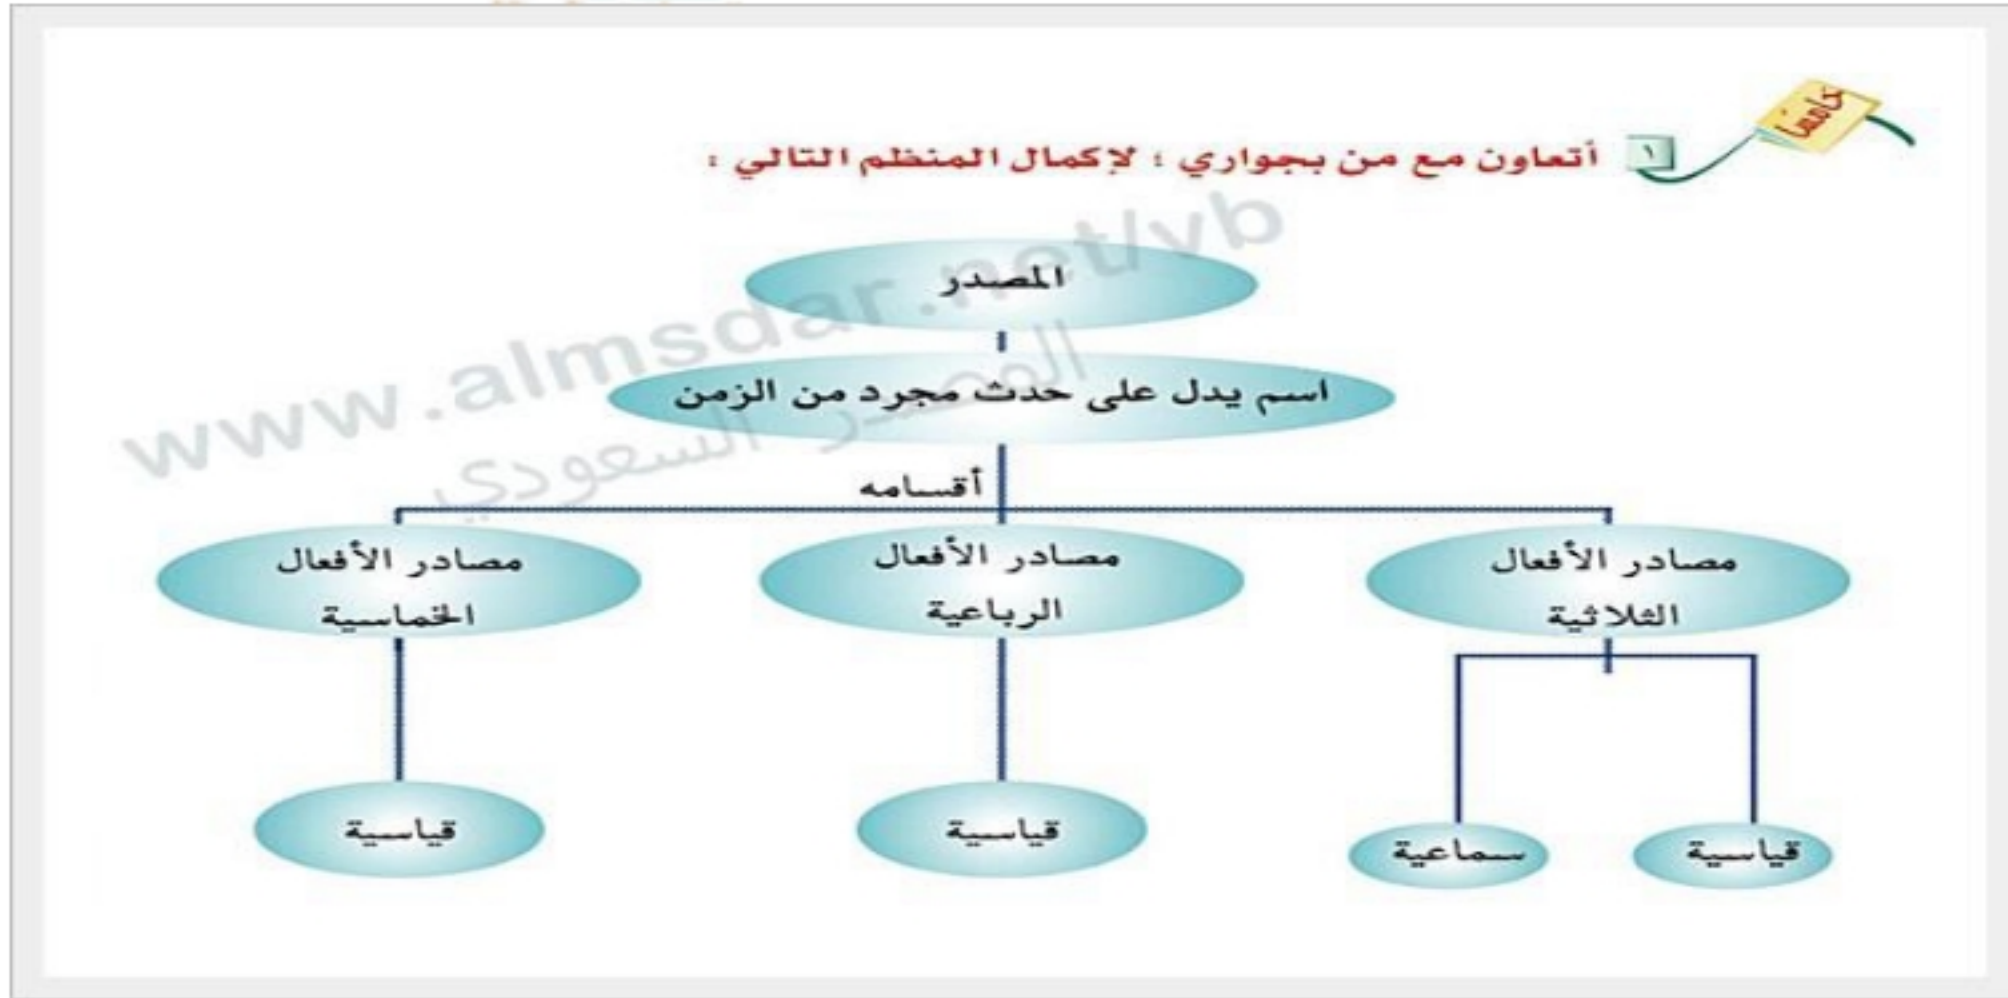 خامسًا
١ أتعاون مع من بجواري ؛ لإكمال المنظم التالي :
المصدر
اسم يدل على حدث مجرد من الزمن
أقسامه
مصادر الأفعال
الثلاثية
مصادر الأفعال
الرباعية
مصادر الأفعال
الخماسية
قياسية
سماعية
قياسية
قياسية
www.almsdar.net/vb
المصدر السعودي